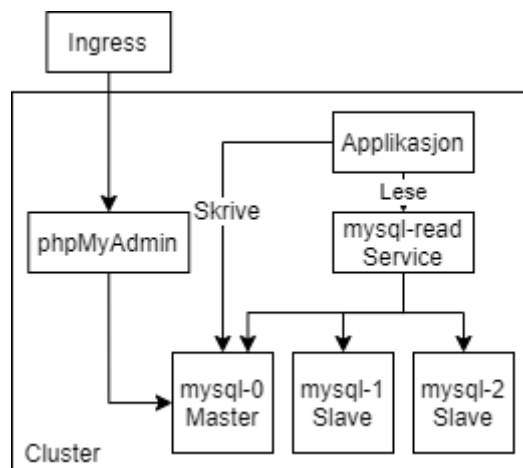 Ingress
Applikasjon
Lese
Skrive
phpMyAdmin
mysql-read
Service
mysql-0
Master
mysql-1
Slave
mysql-2
Slave
Cluster